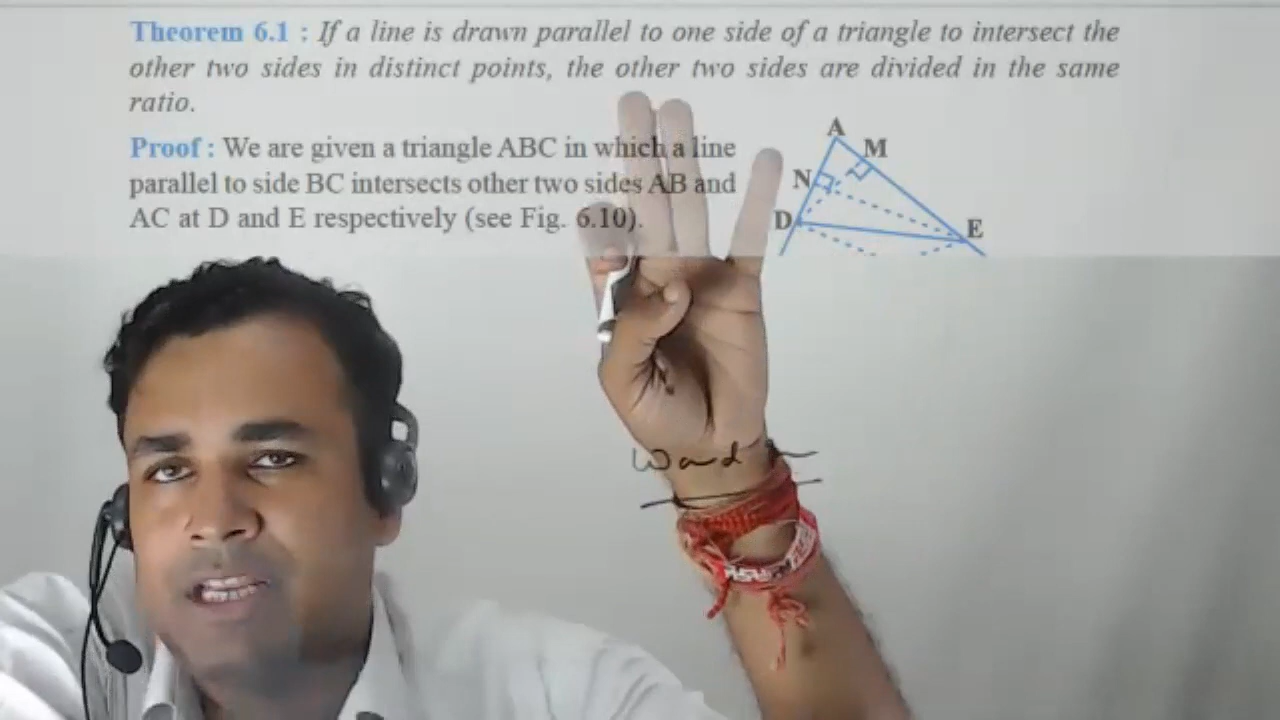 Theorem 6.1 : If a line is drawn parallel to one side of a triangle to intersect the
other two sides in distinct points, the other two sides are divided in the same
ratio.
Proof : We are given a triangle ABC in which a line
parallel to side BC intersects other two sides AB and
AC at D and E respectively (see Fig. 6.10).
A
M
N
D
E